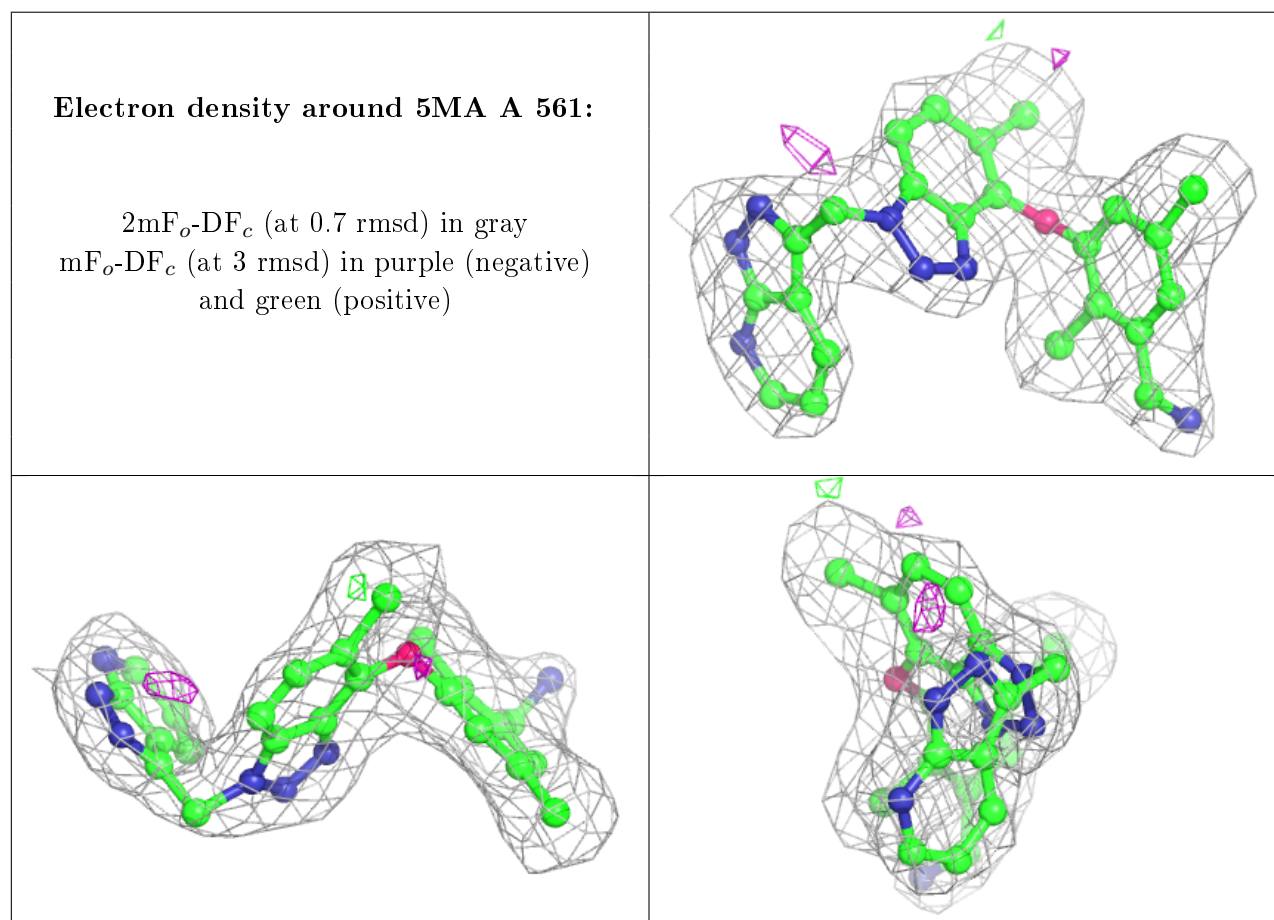 Electron density around 5MA A 561:
2mFo-DFc (at 0.7 rmsd) in gray
mFo-DFc (at 3 rmsd) in purple (negative)
and green (positive)